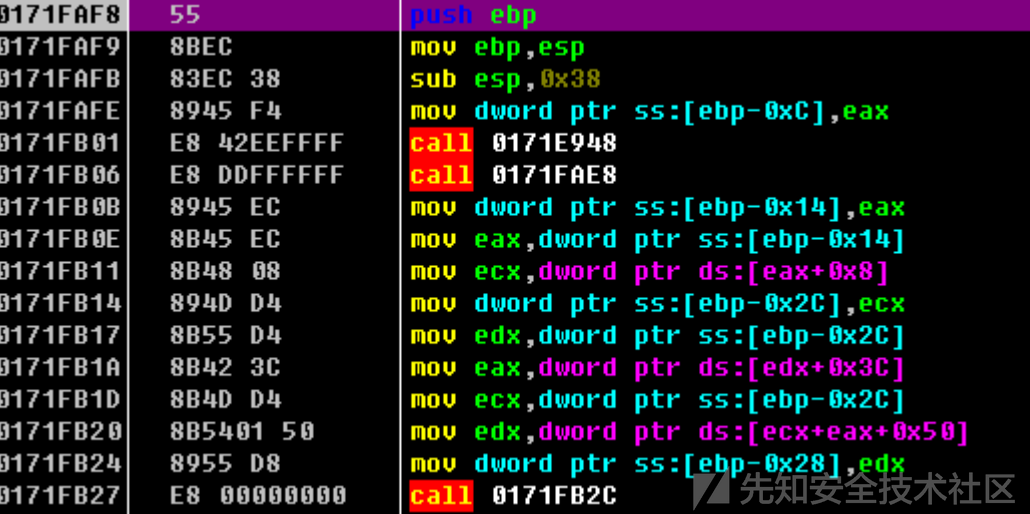 0171FAF8 55 push ebp
0171FAF9 8BEC mov ebp,esp
0171FAFB 83EC 38 sub esp,0x38
0171FAFE 8945 F4 mov dword ptr ss:[ebp-0xC],eax
0171FB01 E8 42EEFFFF call 0171E948
0171FB06 E8 DDFFFFFF call 0171FAE8
0171FB0B 8945 EC mov dword ptr ss:[ebp-0x14],eax
0171FB0E 8B45 EC mov eax,dword ptr ss:[ebp-0x14]
0171FB11 8B48 08 mov ecx,dword ptr ds:[eax+0x8]
0171FB14 894D D4 mov dword ptr ss:[ebp-0x2C],ecx
0171FB17 8B55 D4 mov edx,dword ptr ss:[ebp-0x2C]
0171FB1A 8B42 3C mov eax,dword ptr ds:[edx+0x3C]
0171FB1D 8B4D D4 mov ecx,dword ptr ss:[ebp-0x2C]
0171FB20 8B5401 50 mov edx,dword ptr ds:[ecx+eax+0x50]
0171FB24 8955 D8 mov dword ptr ss:[ebp-0x28],edx
0171FB27 E8 00000000 call 0171FB2C
先知安全技术社区